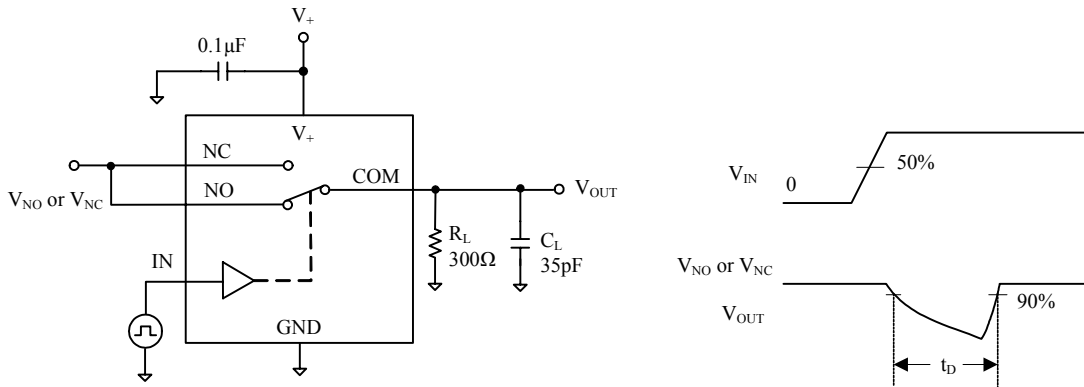 V+
0.1μF
V+
NC
COM
NO
VNO or VNC
VOUT
RL
300Ω
CL
35pF
IN
GND
VIN
0
50%
VNO or VNC
VOUT
90%
tD